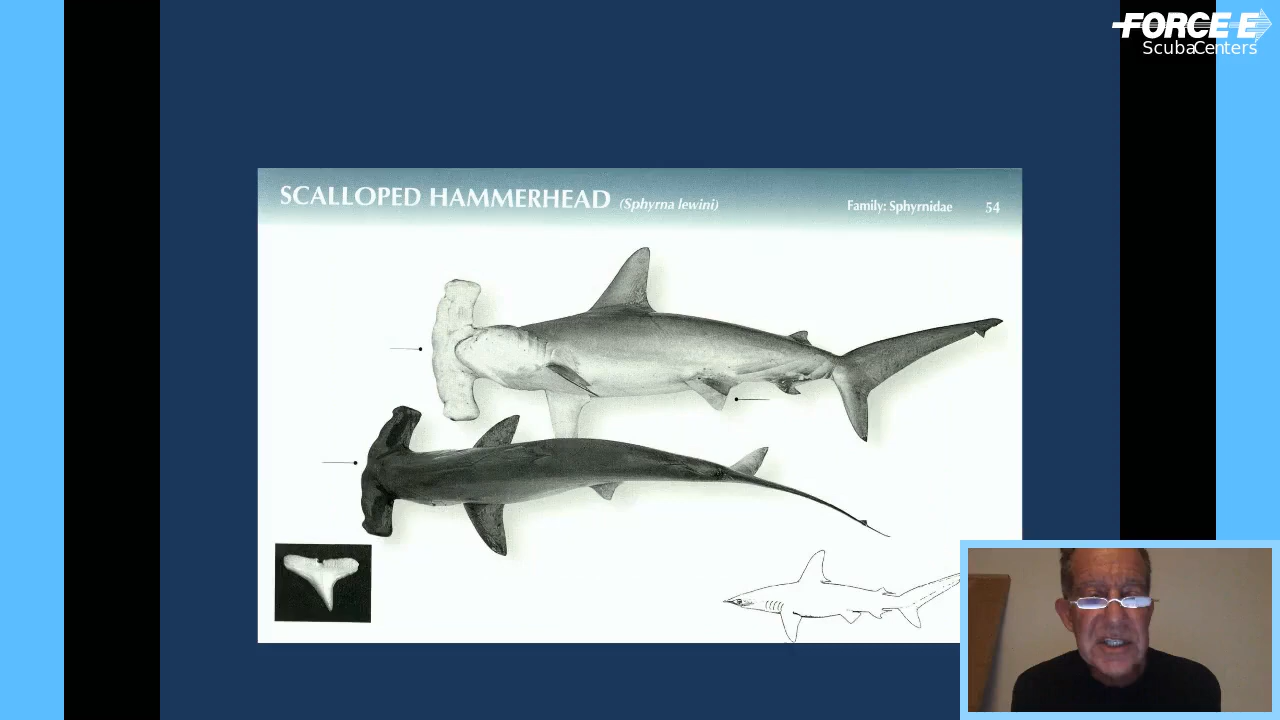 FORCE-E
ScubaCenters
SCALLOPED HAMMERHEAD (Sphyrna lewini) Family: Sphyrnidae 54